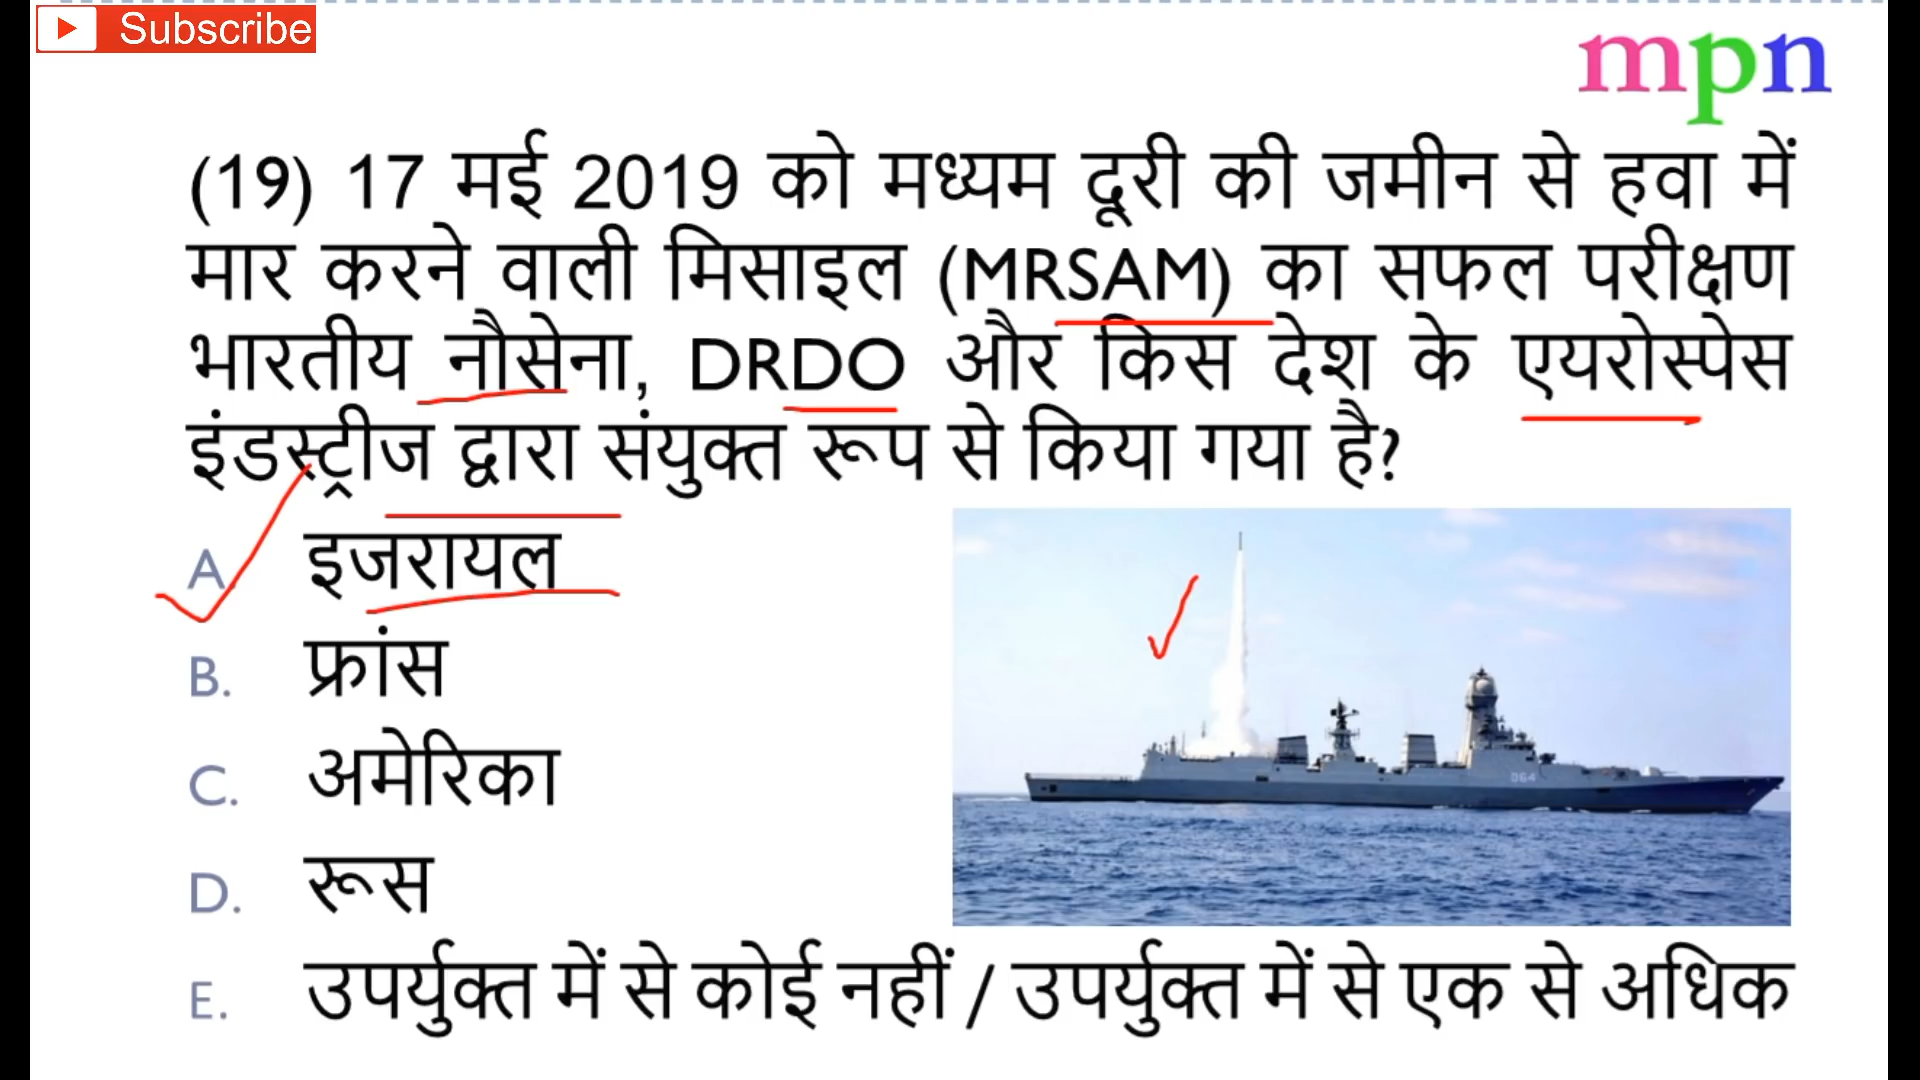 Subscribe
mpn
(19) 17 मई 2019 को मध्यम दूरी की जमीन से हवा में
मार करने वाली मिसाइल (MRSAM) का सफल परीक्षण
भारतीय नौसेना, DRDO और किस देश के एयरोस्पेस
इंडस्ट्रीज द्वारा संयुक्त रूप से किया गया है?
A. इजरायल
B. फ्रांस
C. अमेरिका
D. रूस
E. उपर्युक्त में से कोई नहीं / उपर्युक्त में से एक से अधिक
D64